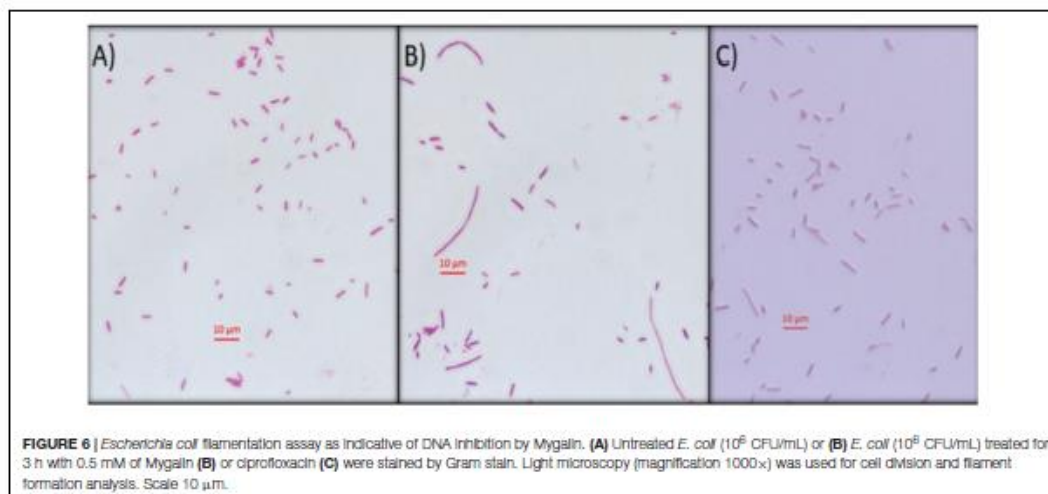 A) B) C)
10 µm
10 µm
10 µm
FIGURE 6 | Escherichia coli filamentation assay as indicative of DNA inhibition by Mygalin. (A) Untreated E. coli (10⁶ CFU/mL) or (B) E. coli (10⁶ CFU/mL) treated for
3 h with 0.5 mM of Mygalin (B) or ciprofloxacin (C) were stained by Gram stain. Light microscopy (magnification 1000×) was used for cell division and filament
formation analysis. Scale 10 µm.